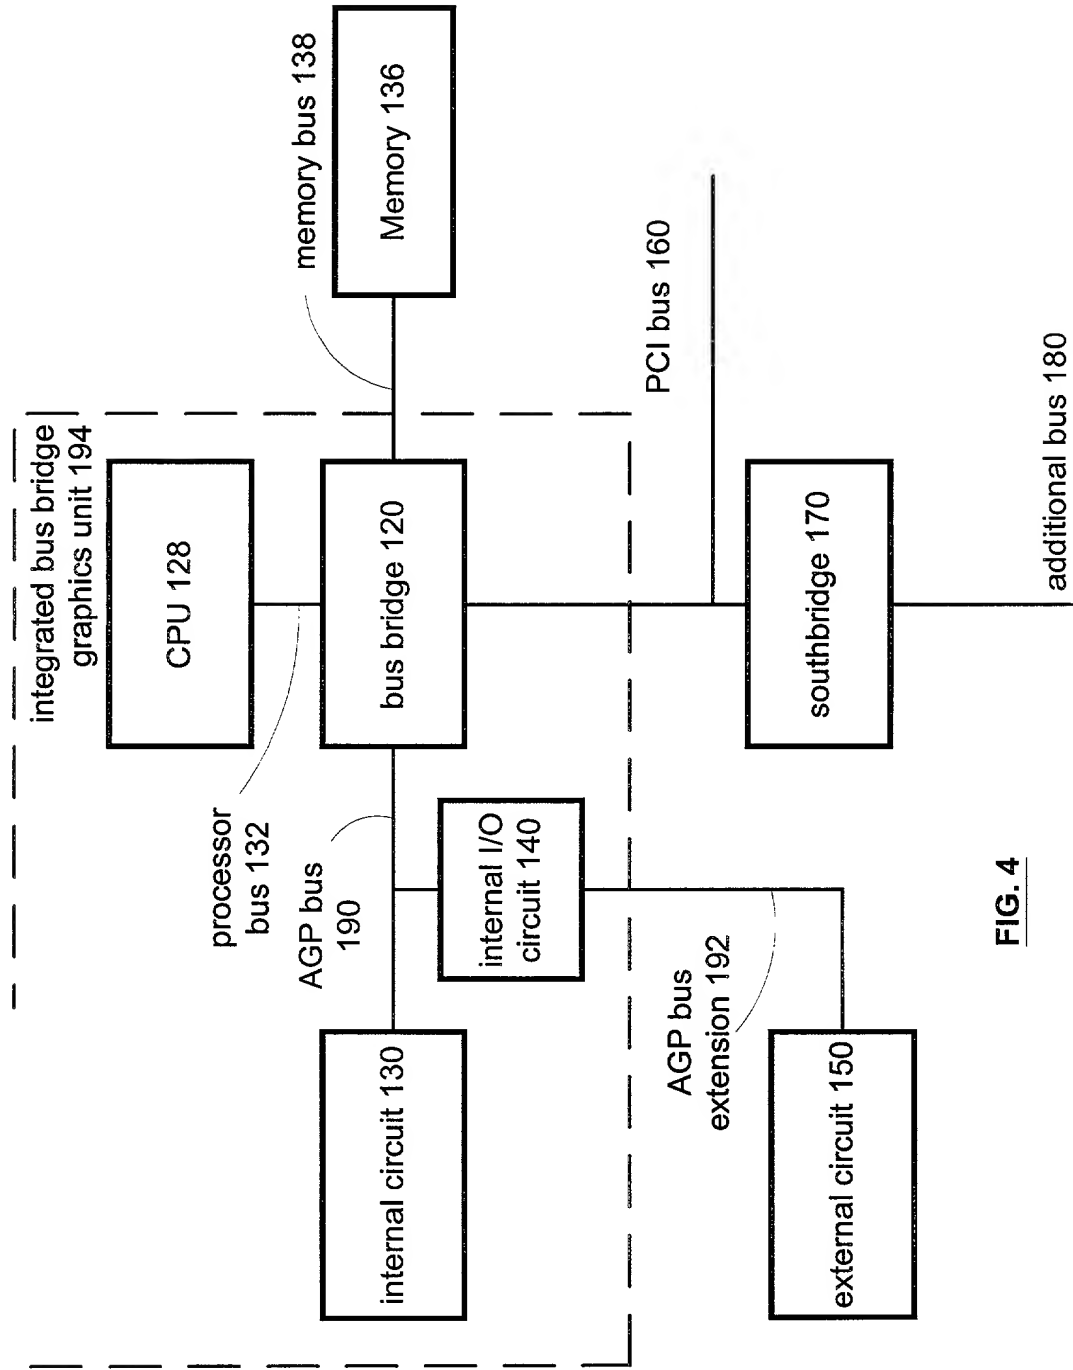 integrated bus bridge
graphics unit 194
CPU 128
processor
bus 132
AGP bus
190
internal circuit 130
bus bridge 120
memory bus 138
Memory 136
internal I/O
circuit 140
AGP bus
extension 192
PCI bus 160
external circuit 150
southbridge 170
additional bus 180
FIG. 4